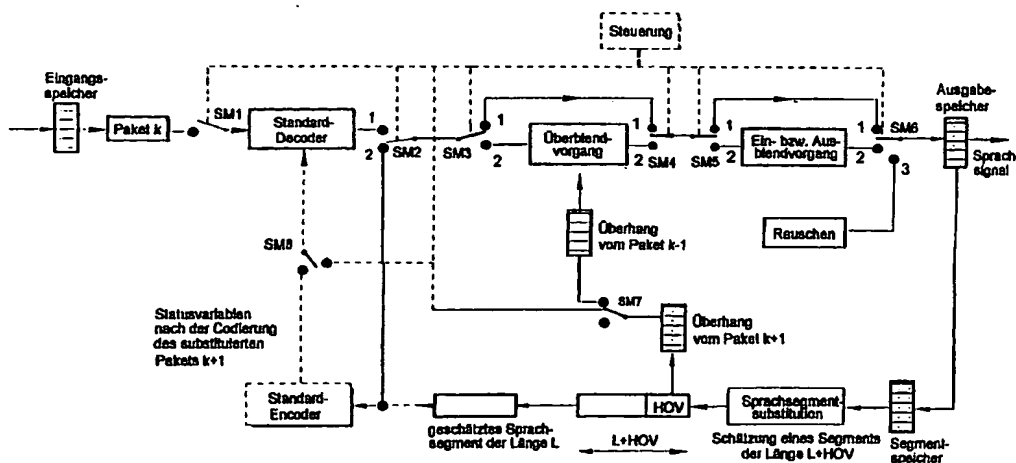 Steuerung
Eingangs-
speicher
Paket k
SM1
Standard-
Decoder
1
2
SM2
SM3
1
2
Überblend-
vorgang
1
2
SM4
SM5
1
2
Ein- bzw. Aus-
blendvorgang
1
2
3
SM6
Ausgabe-
speicher
Sprach
signal
Rauschen
SM8
Überhang
vom Paket k-1
SM7
Überhang
vom Paket k+1
Statusvariablen
nach der Codierung
des substituierten
Pakets k+1
Standard-
Encoder
geschätztes Sprach-
segment der Länge L
HOV
L+HOV
Sprachsegment-
substitution
Schätzung eines Segments
der Länge L+HOV
Segment-
speicher